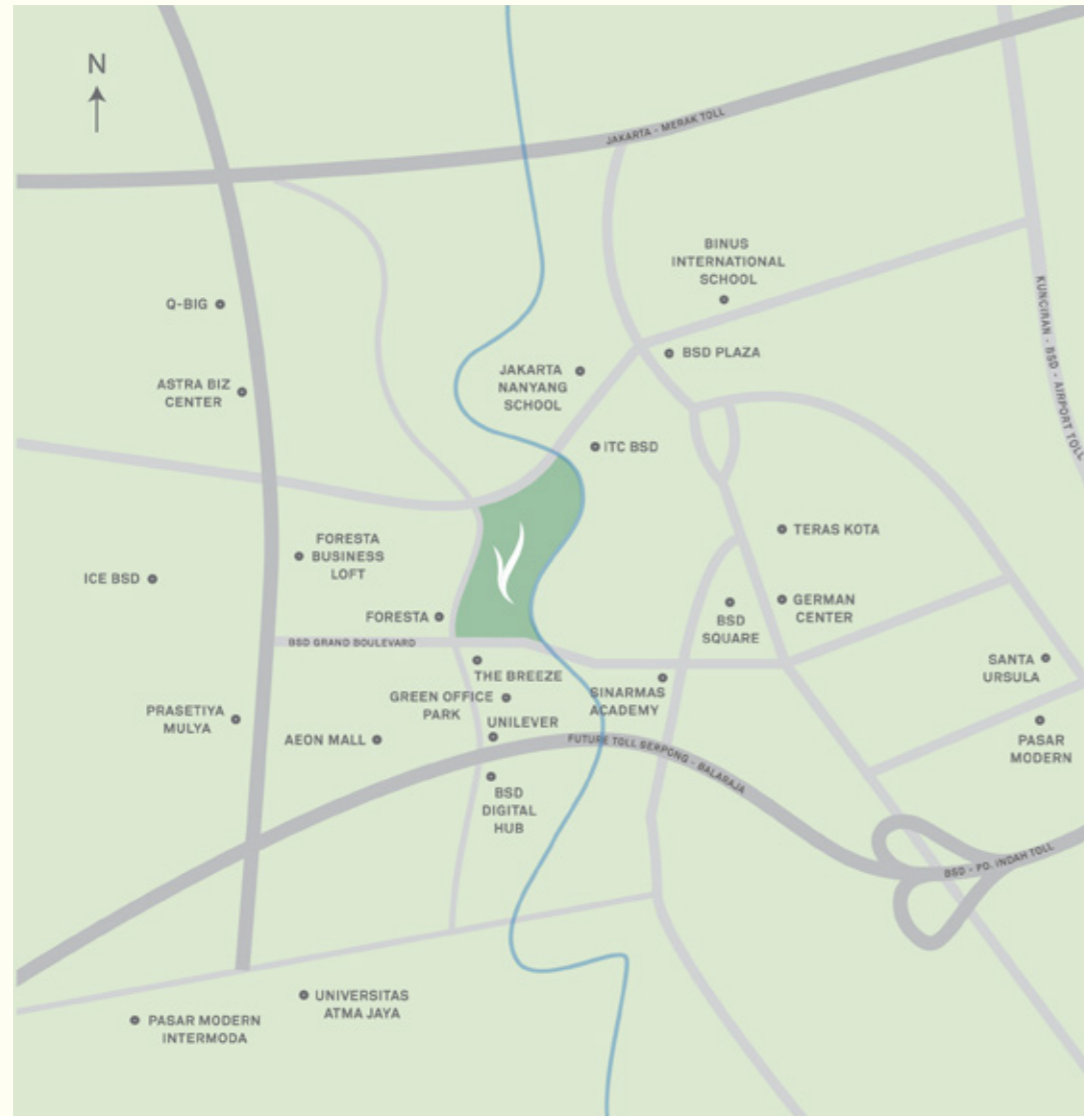 N
JAKARTA - MERAK TOLL
BINUS
INTERNATIONAL
SCHOOL
KUNCIRAN - BSD - AIRPORT TOLL
Q-BIG
BSD PLAZA
JAKARTA
NANYANG
SCHOOL
ASTRA BIZ
CENTER
ITC BSD
TERAS KOTA
FORESTA
BUSINESS
LOFT
ICE BSD
GERMAN
CENTER
FORESTA
BSD
SQUARE
BSD GRAND BOULEVARD
SANTA
URSULA
THE BREEZE
GREEN OFFICE
PARK
SINARMAS
ACADEMY
PRASETIYA
MULYA
UNILEVER
AEON MALL
FUTURE TOLL SERPONG - BALARAJA
PASAR
MODERN
BSD
DIGITAL
HUB
BSD - PD. INDAH TOLL
UNIVERSITAS
ATMA JAYA
PASAR MODERN
INTERMODA